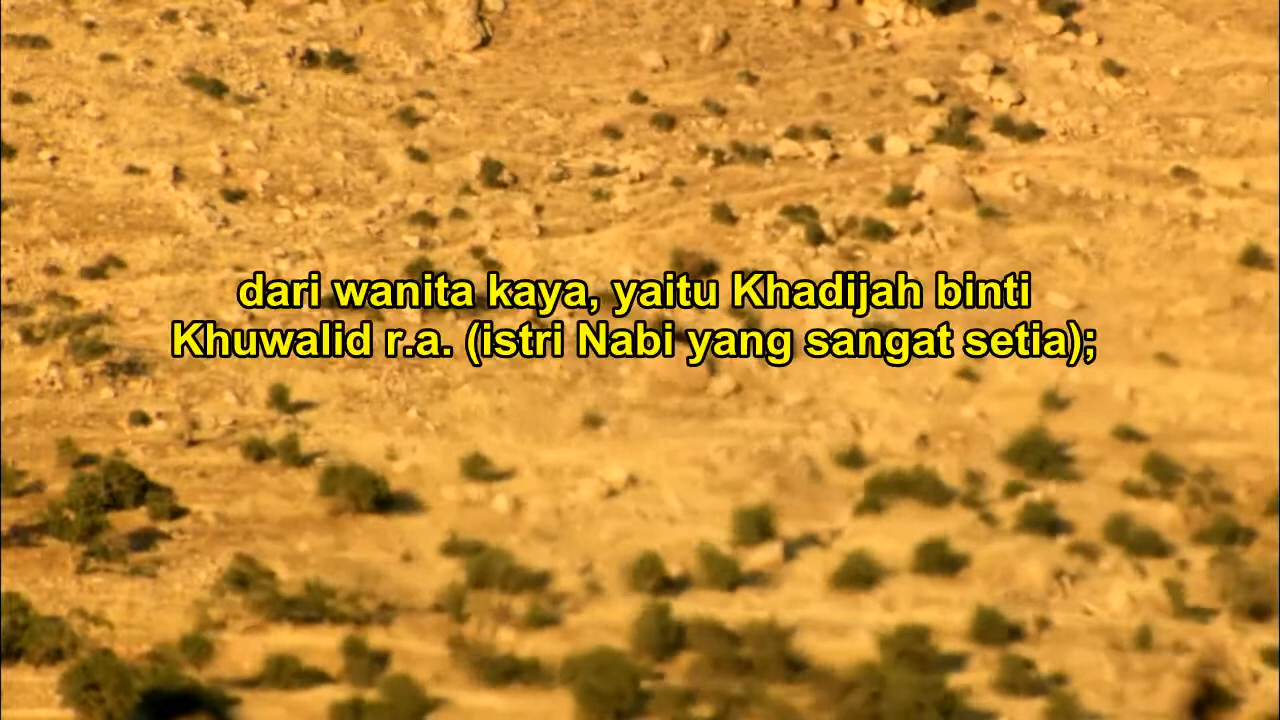 dari wanita kaya, yaitu Khadijah binti
Khuwalid r.a. (istri Nabi yang sangat setia);